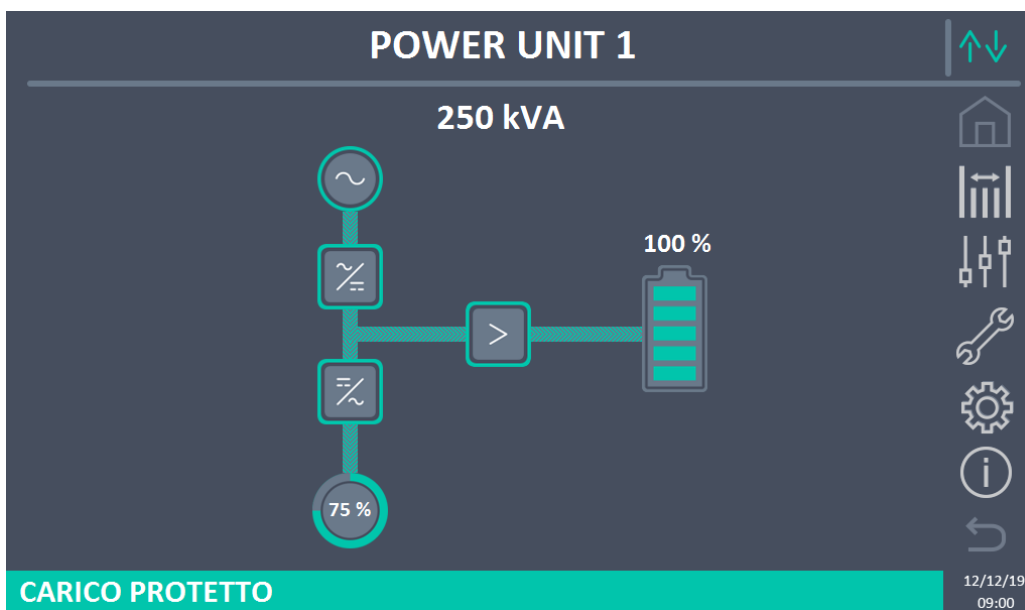 POWER UNIT 1
250 kVA
100 %
75 %
CARICO PROTETTO
12/12/19
09:00